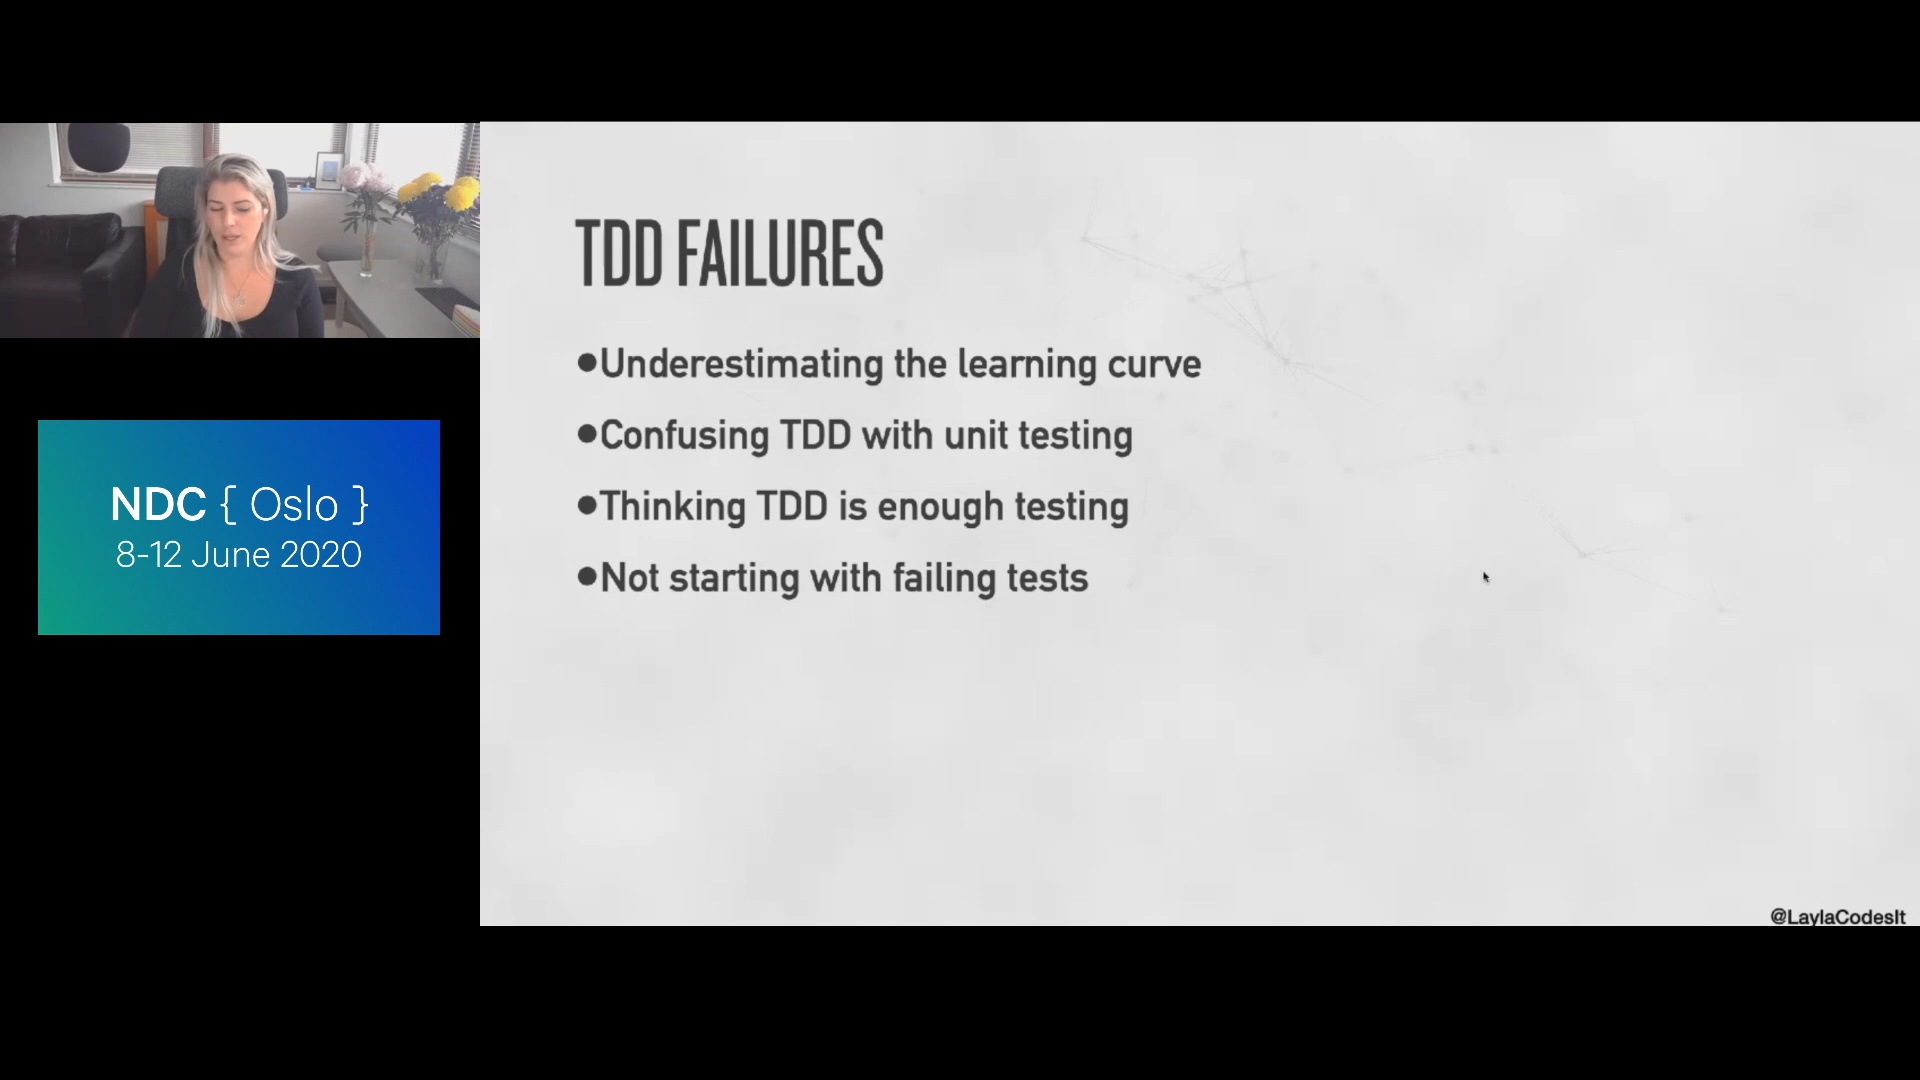 NDC { Oslo }
8-12 June 2020
TDD FAILURES
●Underestimating the learning curve
●Confusing TDD with unit testing
●Thinking TDD is enough testing
●Not starting with failing tests
@LaylaCodesIt